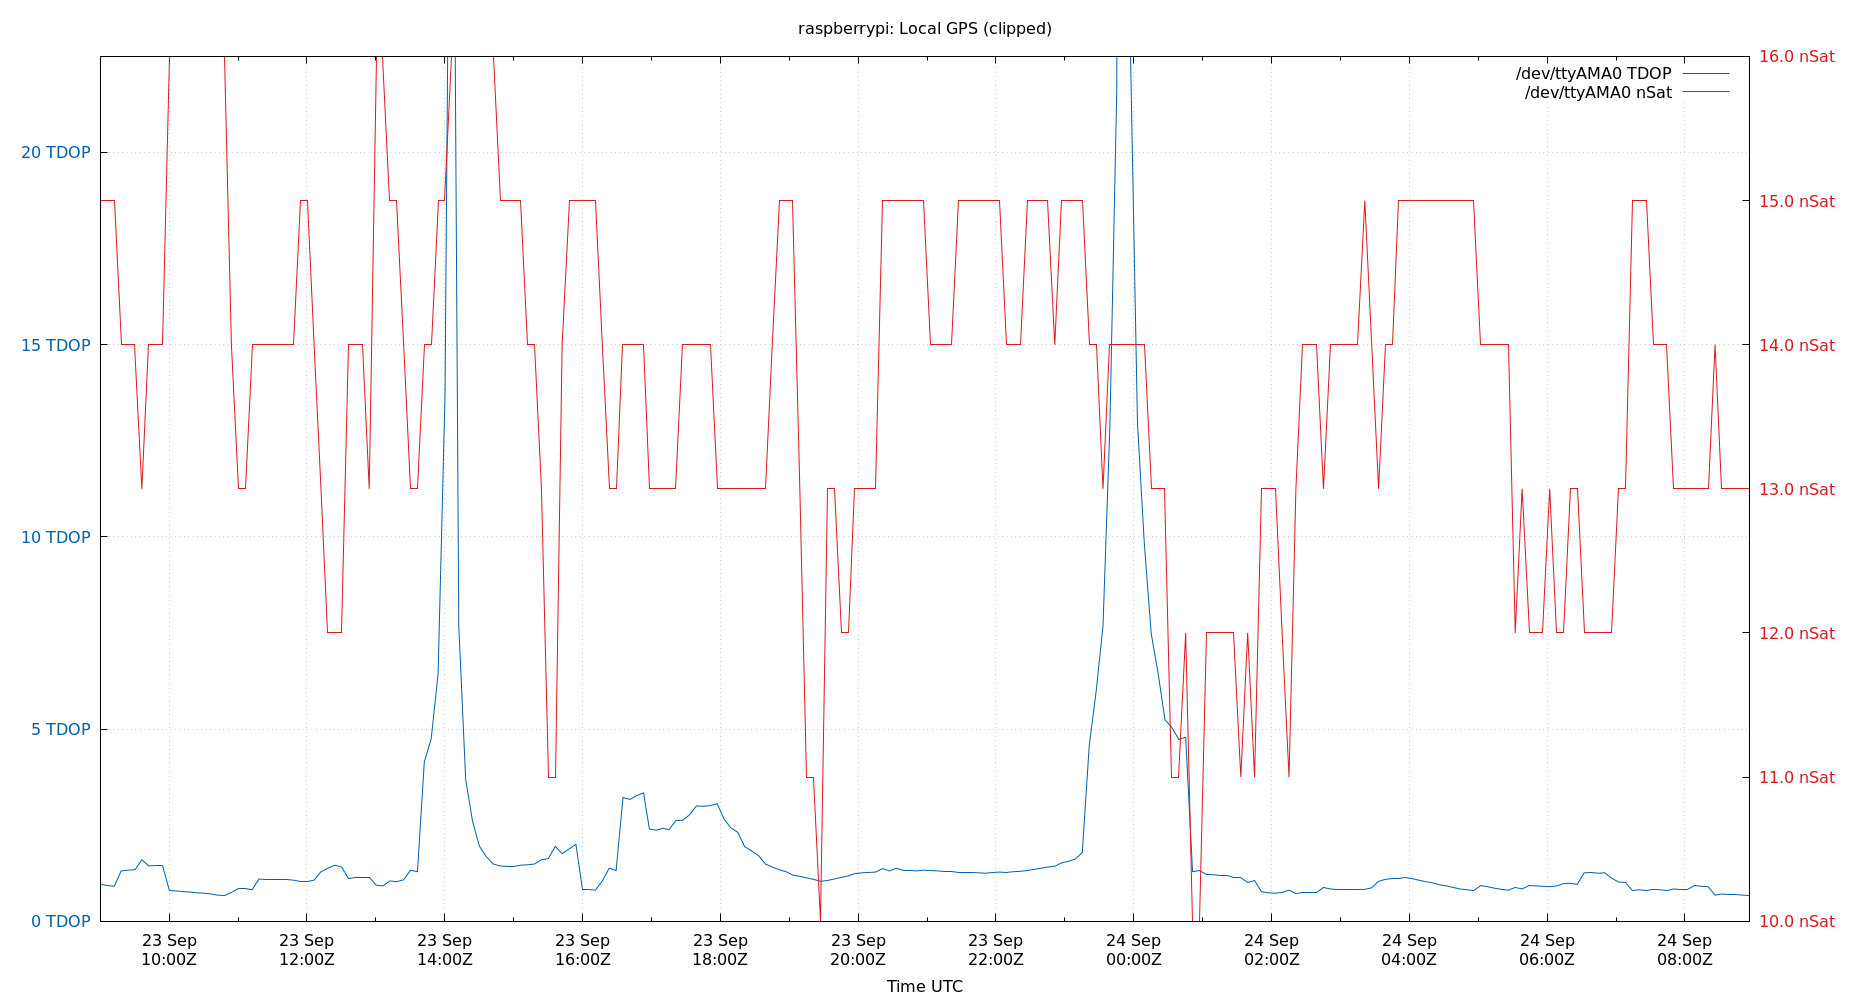 raspberrypi: Local GPS (clipped)
/dev/ttyAMA0 TDOP
/dev/ttyAMA0 nSat
20 TDOP
15 TDOP
10 TDOP
5 TDOP
0 TDOP
16.0 nSat
15.0 nSat
14.0 nSat
13.0 nSat
12.0 nSat
11.0 nSat
10.0 nSat
23 Sep 23 Sep 23 Sep 23 Sep 23 Sep 23 Sep 23 Sep 24 Sep 24 Sep 24 Sep 24 Sep 24 Sep
10:00Z 12:00Z 14:00Z 16:00Z 18:00Z 20:00Z 22:00Z 00:00Z 02:00Z 04:00Z 06:00Z 08:00Z
Time UTC